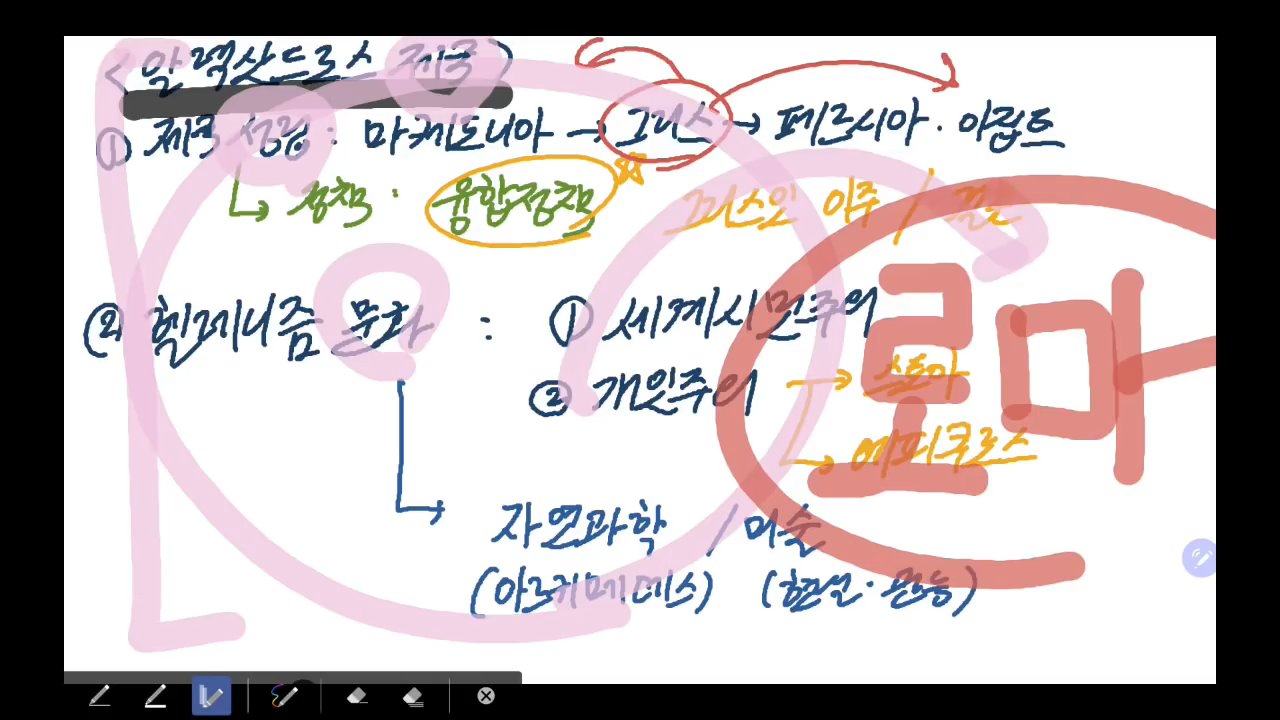 <알렉산드로스 제국>
① 제국 성립 : 마케도니아 → 그리스 → 페르시아 · 이집트
정책 : 융합정책 ☆☆ 그리스인 이주 / 결혼
② 헬레니즘 문화 : ① 세계시민주의
② 개인주의 → 스토아
→ 에피쿠로스
로마
자연과학 / 미술
(아르키메데스) (현실·관능)